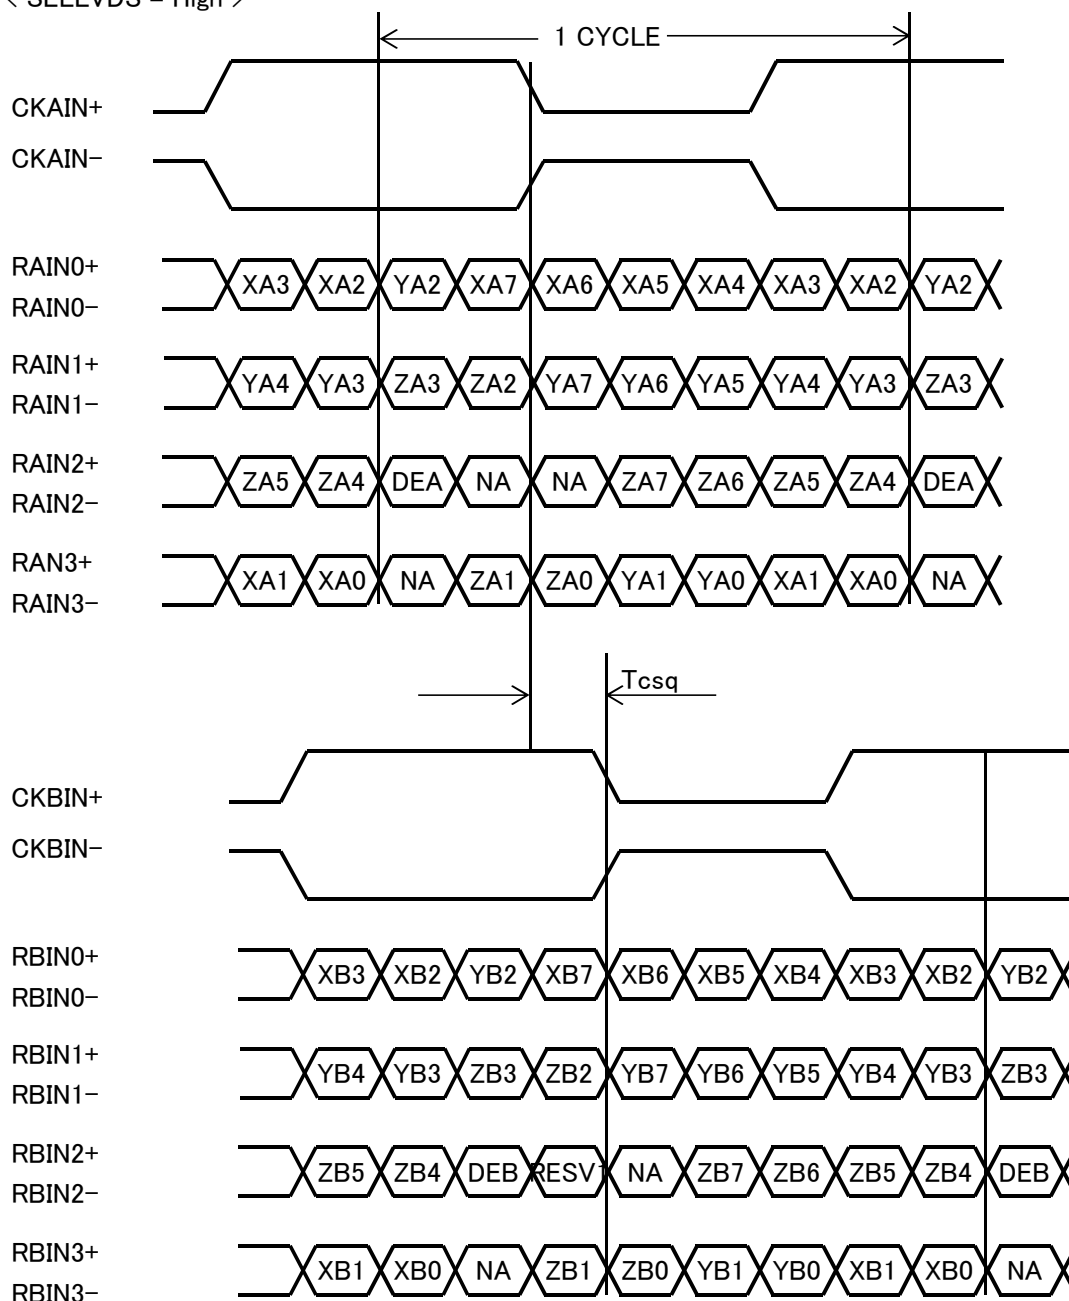 < SELLVDS = High >
1 CYCLE
CKAIN+
CKAIN-
RAIN0+
RAIN0-
XA3 XA2 YA2 XA7 XA6 XA5 XA4 XA3 XA2 YA2
RAIN1+
RAIN1-
YA4 YA3 ZA3 ZA2 YA7 YA6 YA5 YA4 YA3 ZA3
RAIN2+
RAIN2-
ZA5 ZA4 DEA NA NA ZA7 ZA6 ZA5 ZA4 DEA
RAN3+
RAIN3-
XA1 XA0 NA ZA1 ZA0 YA1 YA0 XA1 XA0 NA
Tcsq
CKBIN+
CKBIN-
RBIN0+
RBIN0-
XB3 XB2 YB2 XB7 XB6 XB5 XB4 XB3 XB2 YB2
RBIN1+
RBIN1-
YB4 YB3 ZB3 ZB2 YB7 YB6 YB5 YB4 YB3 ZB3
RBIN2+
RBIN2-
ZB5 ZB4 DEB RESV1 NA ZB7 ZB6 ZB5 ZB4 DEB
RBIN3+
RBIN3-
XB1 XB0 NA ZB1 ZB0 YB1 YB0 XB1 XB0 NA